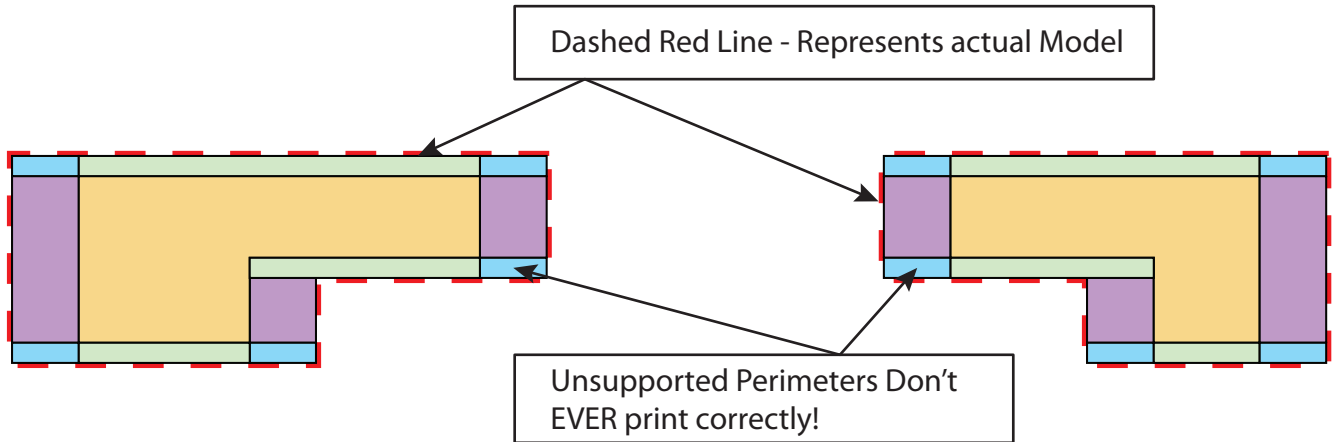 Dashed Red Line - Represents actual Model
Unsupported Perimeters Don't
EVER print correctly!